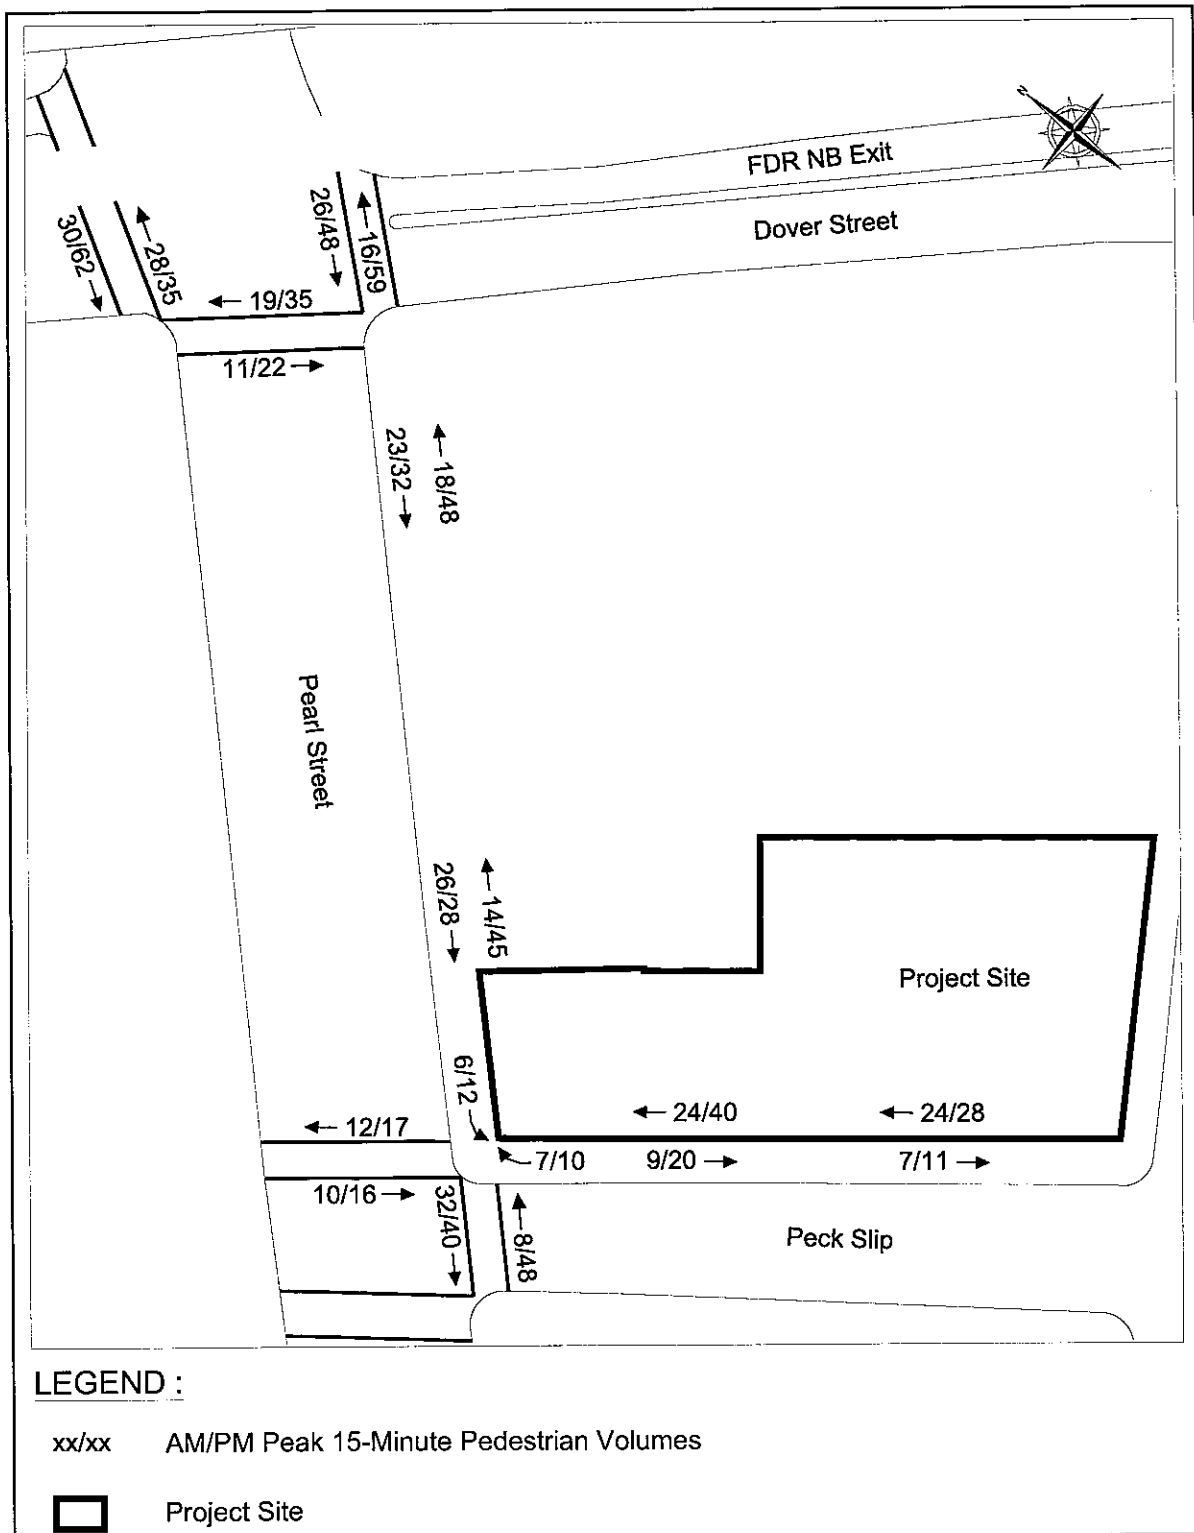 N
FDR NB Exit
Dover Street
30/62
28/35
26/48
16/59
19/35
11/22
23/32
18/48
Pearl Street
26/28
14/45
Project Site
6/12
24/40
24/28
12/17
7/10
9/20
7/11
10/16
32/40
8/48
Peck Slip
LEGEND :
xx/xx AM/PM Peak 15-Minute Pedestrian Volumes
Project Site